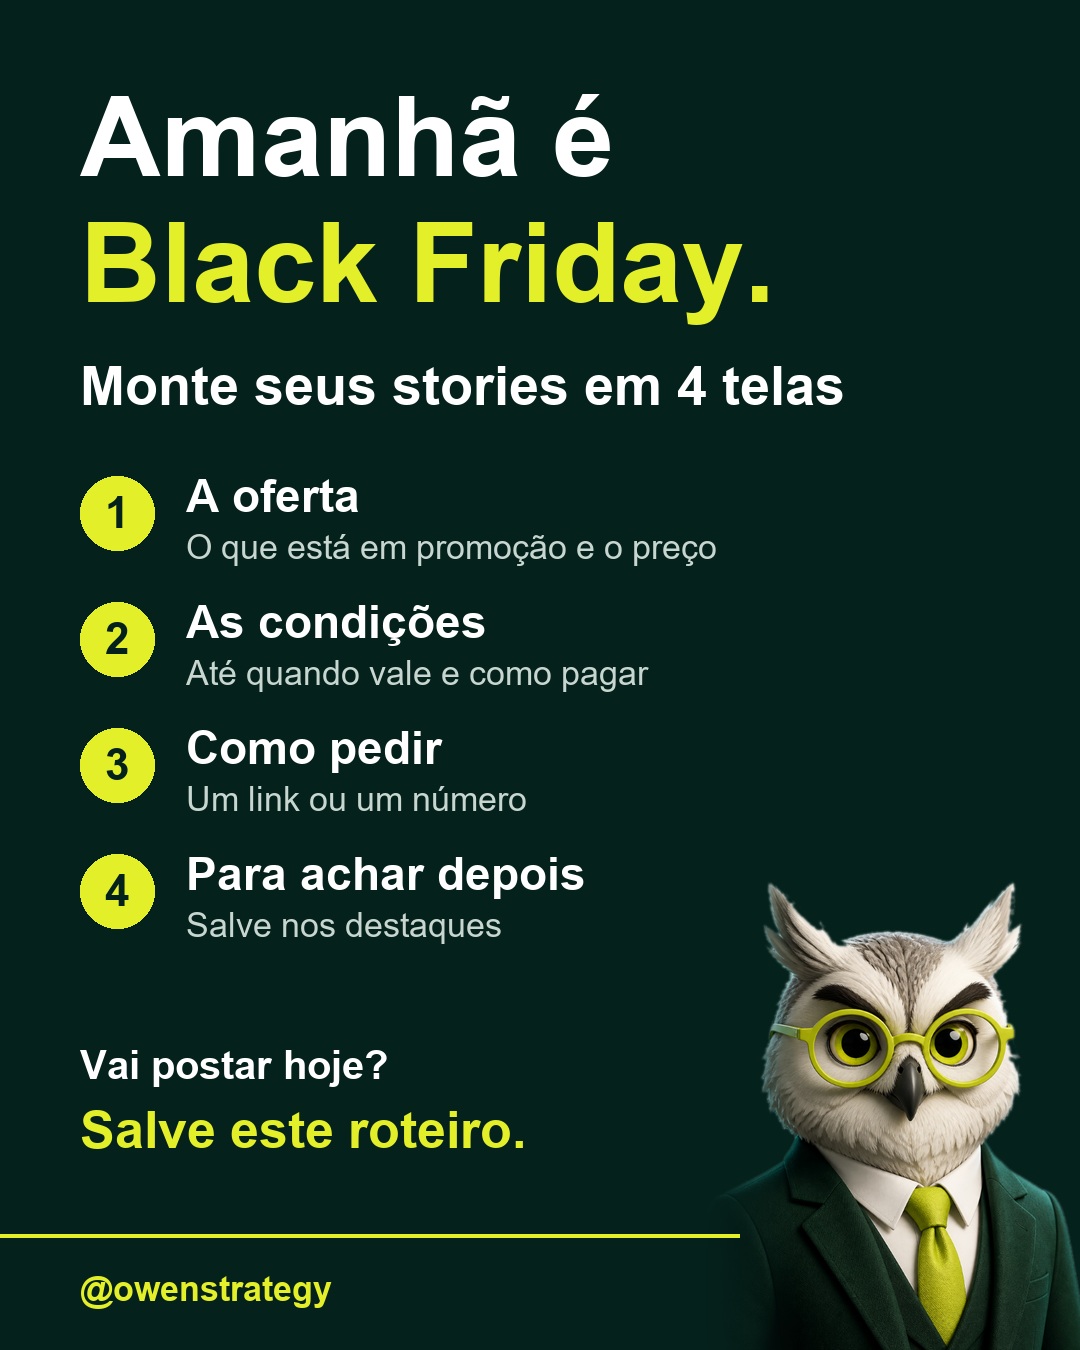 Amanhã é
Black Friday.
Monte seus stories em 4 telas
1 A oferta
O que está em promoção e o preço
2 As condições
Até quando vale e como pagar
3 Como pedir
Um link ou um número
4 Para achar depois
Salve nos destaques
Vai postar hoje?
Salve este roteiro.
@owenstrategy